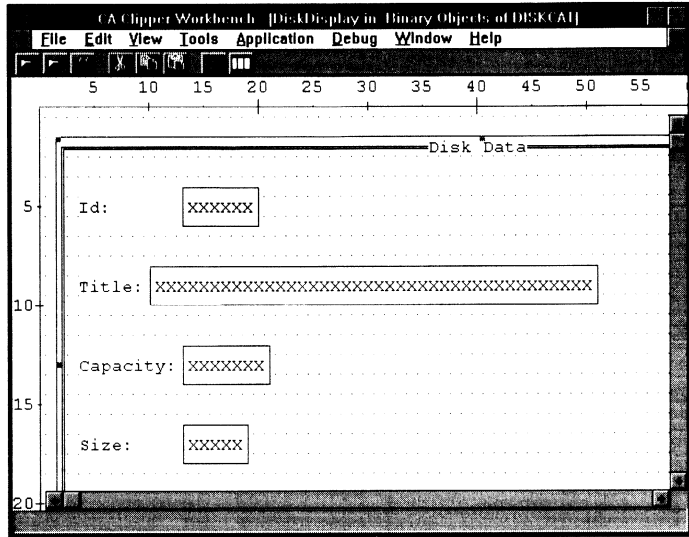 CA Clipper Workbench [DiskDisplay in Binary Objects of DISKCAT]
File Edit View Tools Application Debug Window Help
5 10 15 20 25 30 35 40 45 50 55
Disk Data
5 Id: XXXXXX
Title: XXXXXXXXXXXXXXXXXXXXXXXXXXXXXXXXXXXXXXXX
10
Capacity: XXXXXXX
15
Size: XXXXX
20